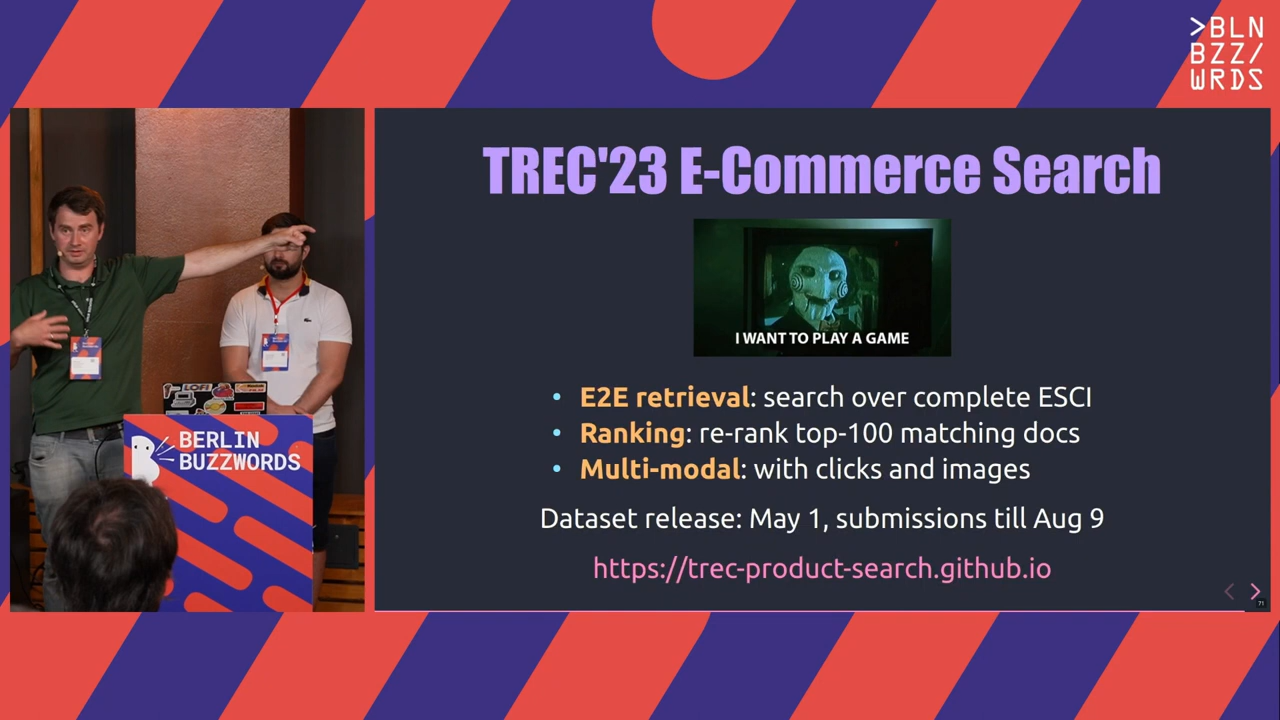 >BLN
BZZ/
WRDS
TREC'23 E-Commerce Search
I WANT TO PLAY A GAME
• E2E retrieval: search over complete ESCI
• Ranking: re-rank top-100 matching docs
• Multi-modal: with clicks and images
Dataset release: May 1, submissions till Aug 9
https://trec-product-search.github.io
71
LOFI
BERLIN
BUZZWORDS